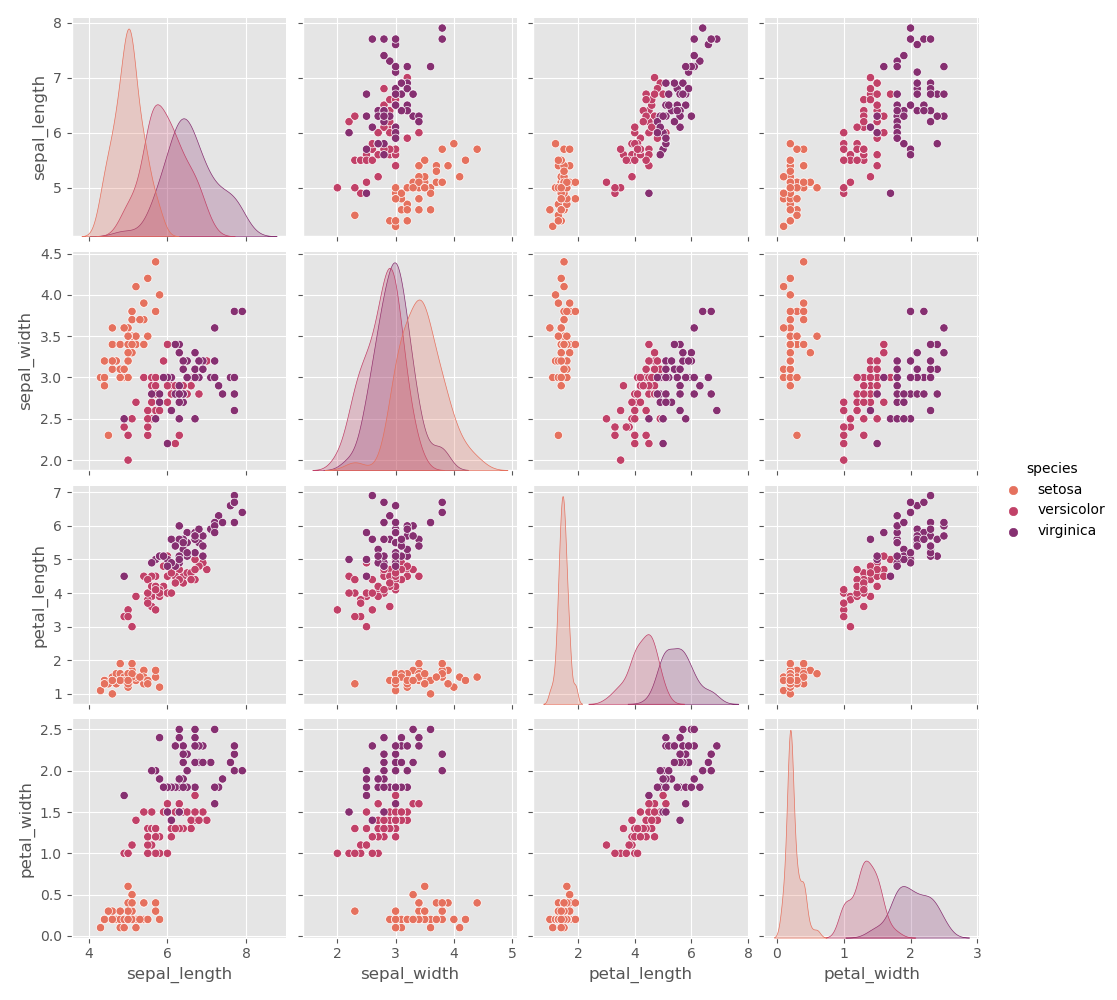 8
7
6
5
sepal_length
4.5
4.0
3.5
3.0
2.5
2.0
sepal_width
7
6
5
4
3
2
1
petal_length
2.5
2.0
1.5
1.0
0.5
0.0
petal_width
4 6 8
sepal_length
2 3 4 5
sepal_width
2 4 6 8
petal_length
0 1 2 3
petal_width
species
setosa
versicolor
virginica